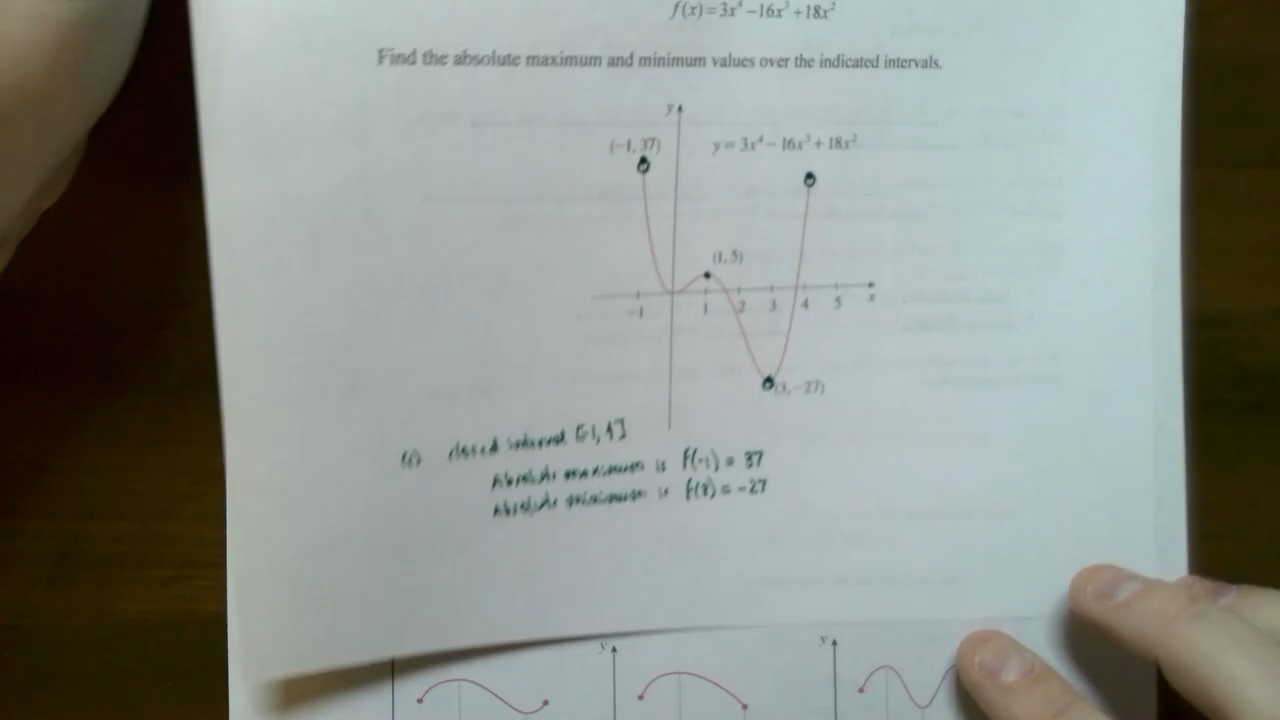 f(x)=3x⁴−16x³+18x²
Find the absolute maximum and minimum values over the indicated intervals.
y
(−1, 37)
y = 3x⁴ − 16x³ + 18x²
(1, 5)
−1 1 2 3 4 5 x
(3, −27)
closed interval [-1, 4]
Absolute maximum is f(-1) = 37
Absolute minimum is f(3) = -27
y y